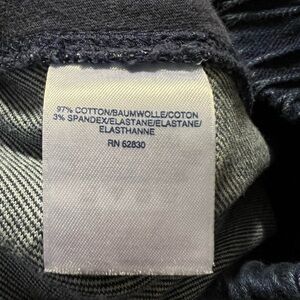 97% COTTON/BAUMWOLLE/COTON
3% SPANDEX/ELASTANE/ELASTANE/
ELASTHANNE
RN 62830